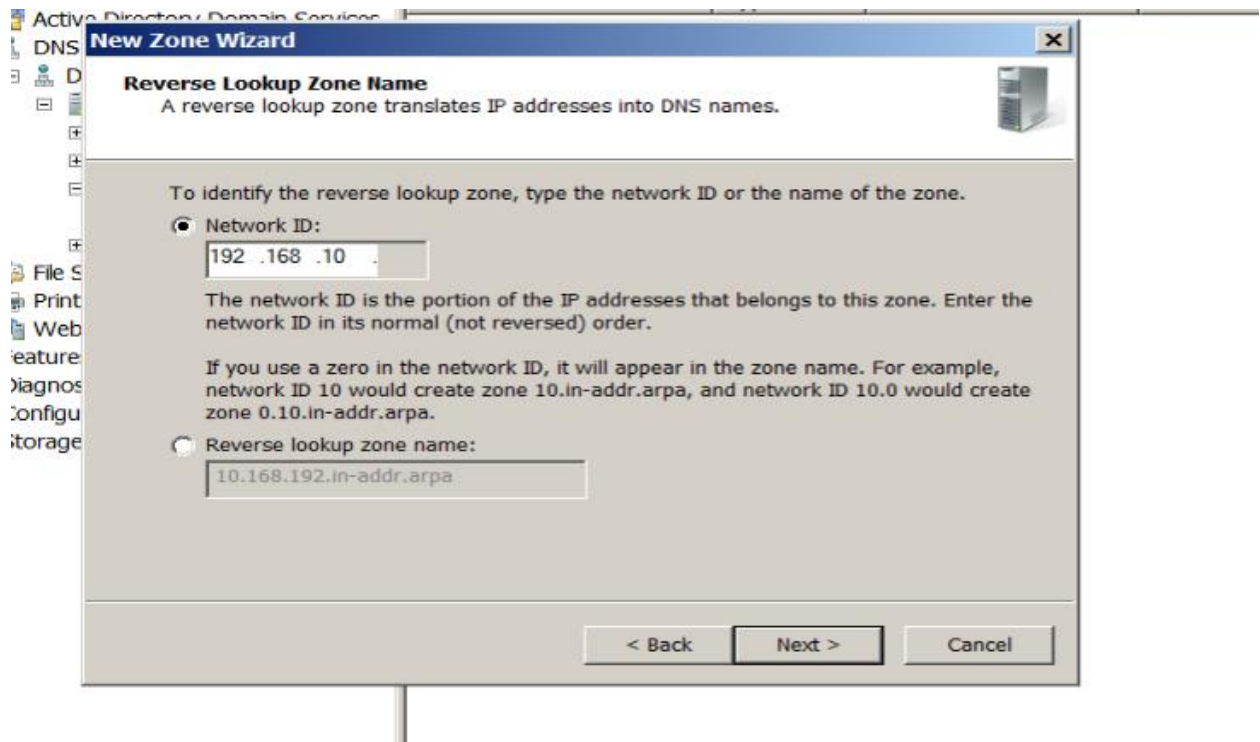 Active Directory Domain Services
DNS
New Zone Wizard
D
Reverse Lookup Zone Name
A reverse lookup zone translates IP addresses into DNS names.
To identify the reverse lookup zone, type the network ID or the name of the zone.
Network ID:
192 .168 .10 .
File S
Print
Web
eature
Diagnos
Configu
Storage
The network ID is the portion of the IP addresses that belongs to this zone. Enter the
network ID in its normal (not reversed) order.
If you use a zero in the network ID, it will appear in the zone name. For example,
network ID 10 would create zone 10.in-addr.arpa, and network ID 10.0 would create
zone 0.10.in-addr.arpa.
Reverse lookup zone name:
10.168.192.in-addr.arpa
< Back
Next >
Cancel